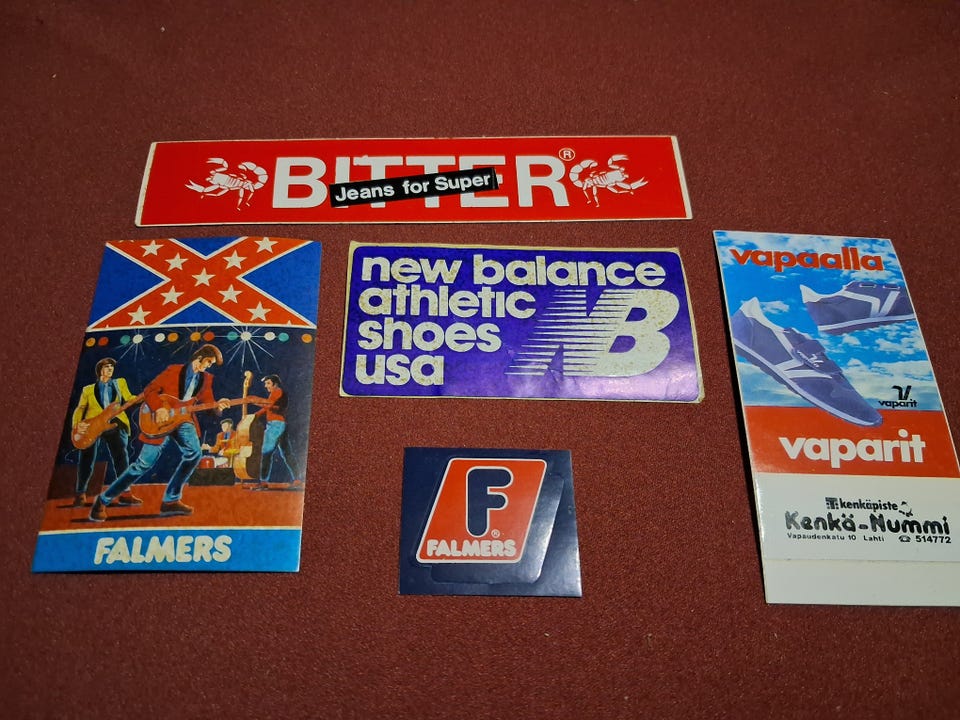 BITTER®
Jeans for Super
new balance
athletic
shoes
usa
NB
FALMERS
F®
FALMERS
vapaalla
vaparit
vaparit
kenkäpiste
Kenkä-Nummi
Vapaudenkatu 10 Lahti ☎ 514772